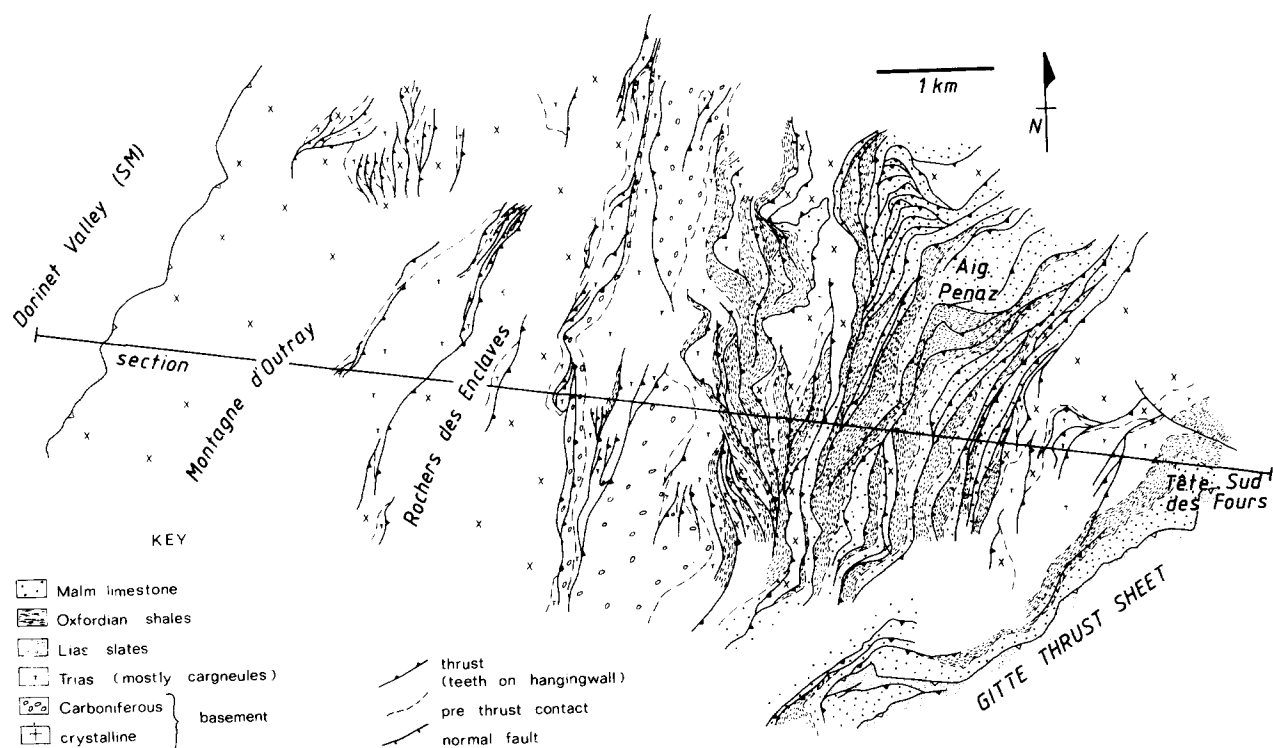 1 km
N
Dorinet Valley (SM)
section
Montagne d'Outray
Rochers des Enclaves
Aig.
Penaz
Tête Sud
des Fours
GITTE THRUST SHEET
KEY
Malm limestone
Oxfordian shales
Lias slates
Trias (mostly cargneules)
Carboniferous
crystalline
basement
thrust
(teeth on hangingwall)
pre thrust contact
normal fault